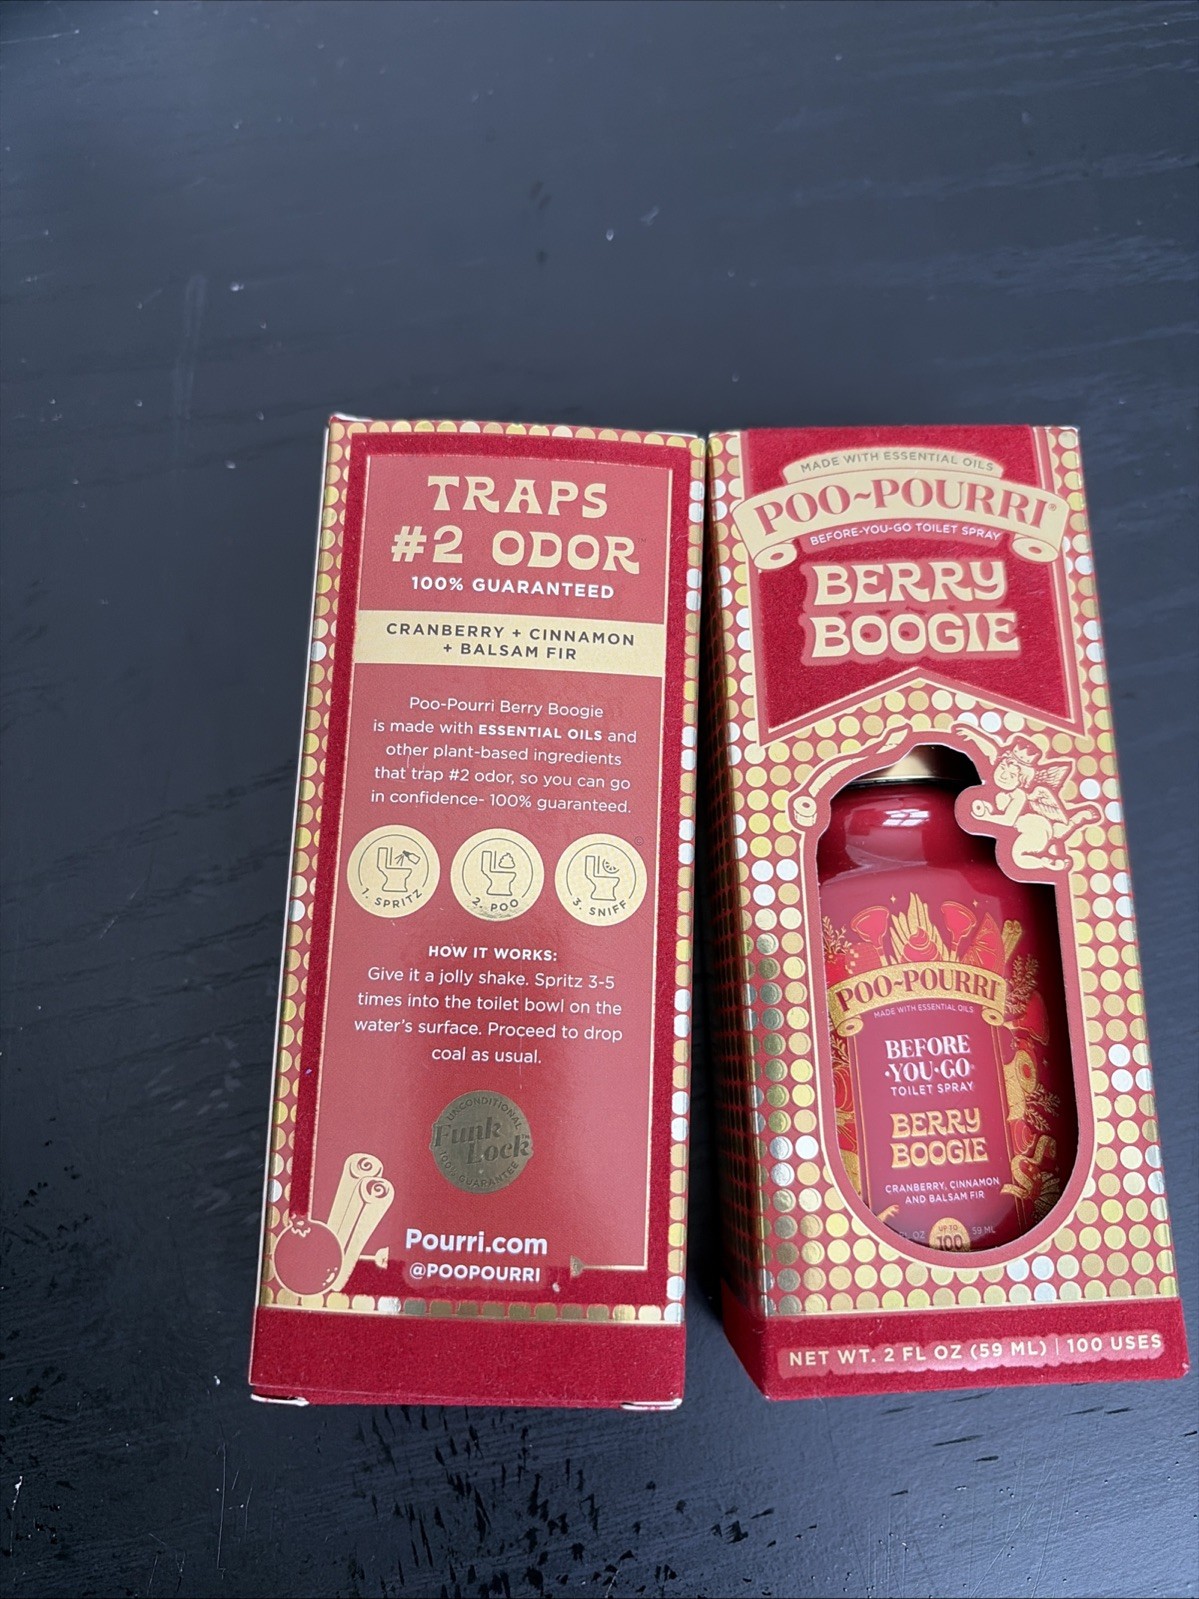 TRAPS
#2 ODOR™
100% GUARANTEED
CRANBERRY + CINNAMON
+ BALSAM FIR
Poo-Pourri Berry Boogie
is made with ESSENTIAL OILS and
other plant-based ingredients
that trap #2 odor, so you can go
in confidence- 100% guaranteed.
1. SPRITZ
2. POO
3. SNIFF
HOW IT WORKS:
Give it a jolly shake. Spritz 3-5
times into the toilet bowl on the
water's surface. Proceed to drop
coal as usual.
UNCONDITIONAL
Funk
Lock™
100% GUARANTEE
Pourri.com
@POOPOURRI
MADE WITH ESSENTIAL OILS
POO~POURRI®
BEFORE-YOU-GO TOILET SPRAY
BERRY
BOOGIE
POO~POURRI
MADE WITH ESSENTIAL OILS
BEFORE
·YOU·GO
TOILET SPRAY
BERRY
BOOGIE
CRANBERRY, CINNAMON
AND BALSAM FIR
OZ UP TO 59 ML
100
NET WT. 2 FL OZ (59 ML) | 100 USES